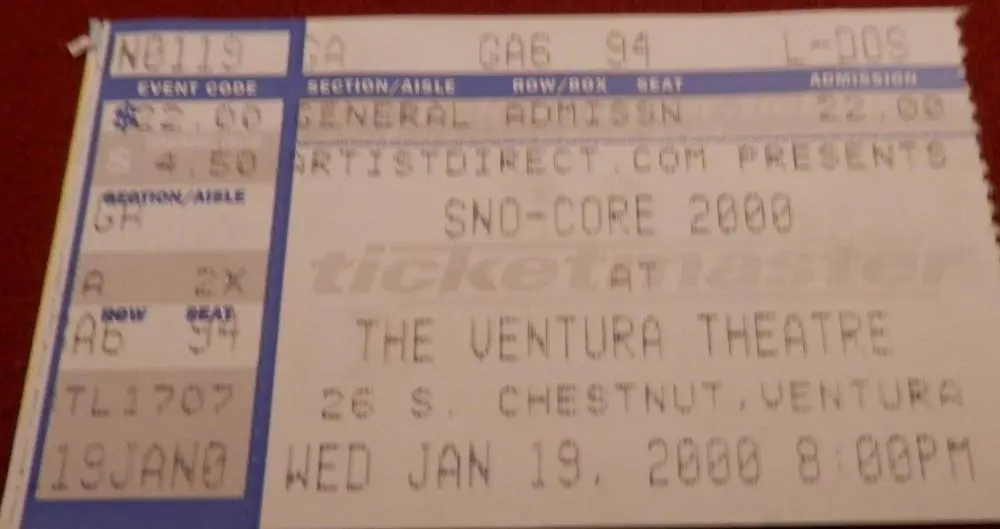 N0119 GA GA6 94 L-DOS
EVENT CODE SECTION/AISLE ROW/BOX SEAT ADMISSION
$22.00 GENERAL ADMISSN 22.00
S 4.50 ARTISTDIRECT.COM PRESENTS
SECTION/AISLE
GA SNO-CORE 2000
ticketmaster
A 2X AT
ROW SEAT
A6 94 THE VENTURA THEATRE
TL1707 26 S. CHESTNUT,VENTURA
19JAN0 WED JAN 19, 2000 8:00PM